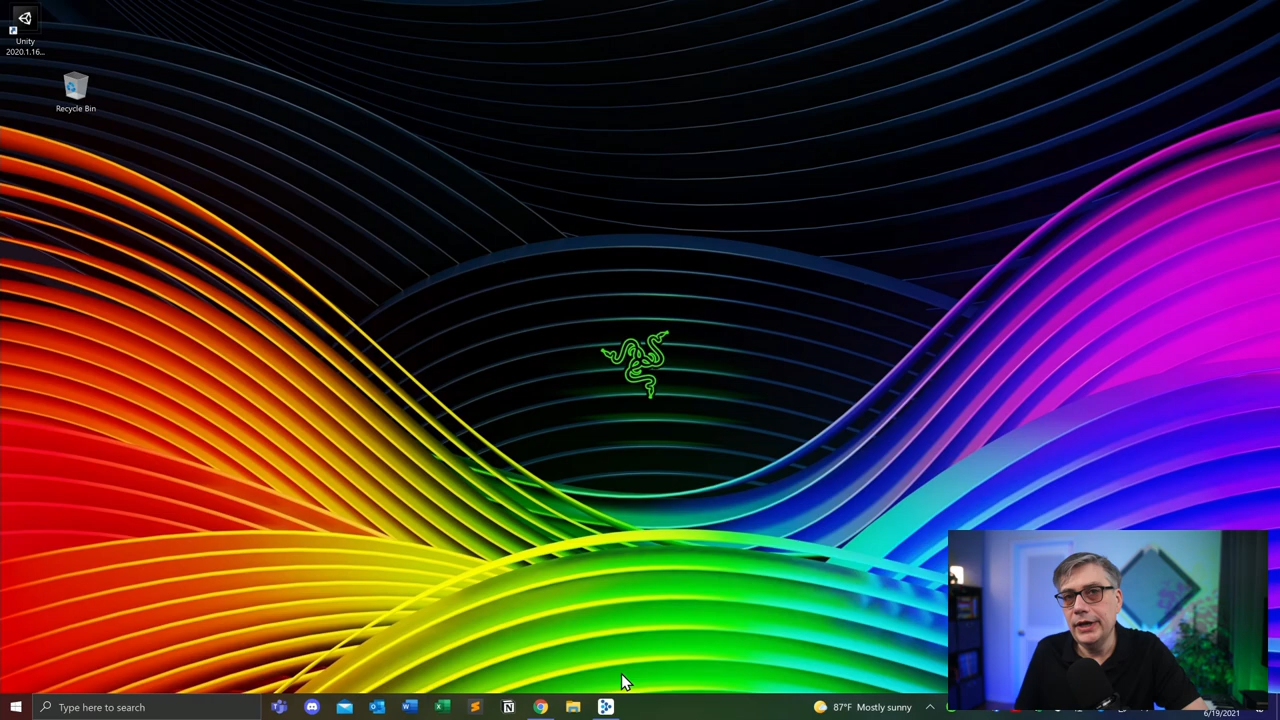 Unity
2020.1.16...
Recycle Bin
Type here to search
87°F Mostly sunny
6/19/2021